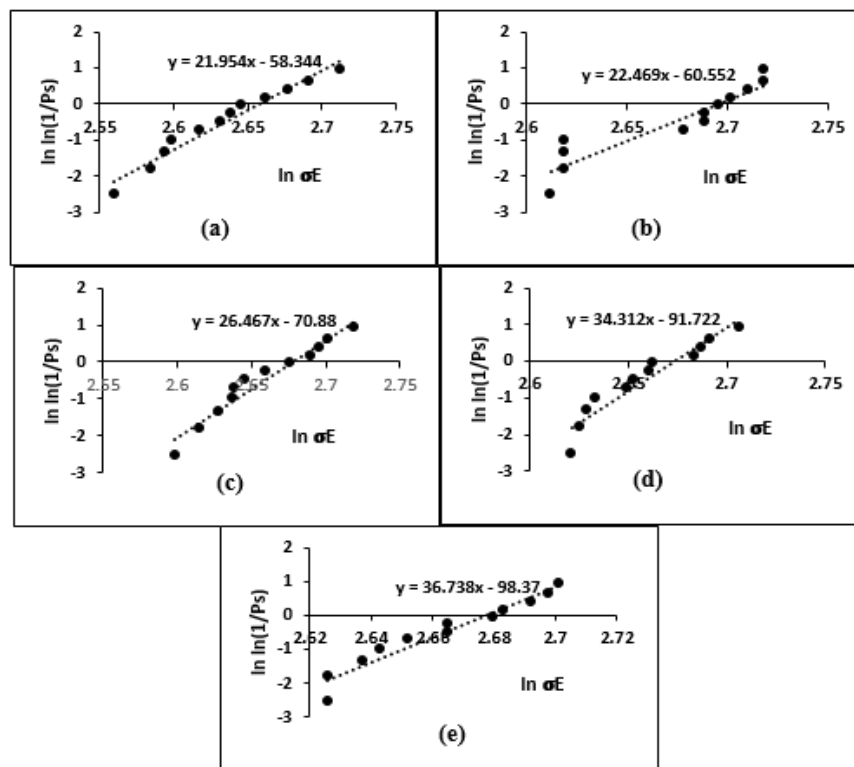 2
y = 21.954x - 58.344
1
0
2.55
2.6
2.65
2.7
2.75
-1
-2
-3
ln ln(1/Ps)
ln σE
(a)
2
1
y = 22.469x - 60.552
0
2.6
2.65
2.7
2.75
-1
-2
-3
ln ln(1/Ps)
ln σE
(b)
2
1
y = 26.467x - 70.88
0
2.55
2.6
2.65
2.7
2.75
-1
-2
-3
ln ln(1/Ps)
ln σE
(c)
2
1
y = 34.312x - 91.722
0
2.6
2.65
2.7
2.75
-1
-2
-3
ln ln(1/Ps)
ln σE
(d)
2
1
y = 36.738x - 98.37
0
2.52
2.62
2.64
2.66
2.68
2.7
2.72
-1
-2
-3
ln ln(1/Ps)
ln σE
(e)